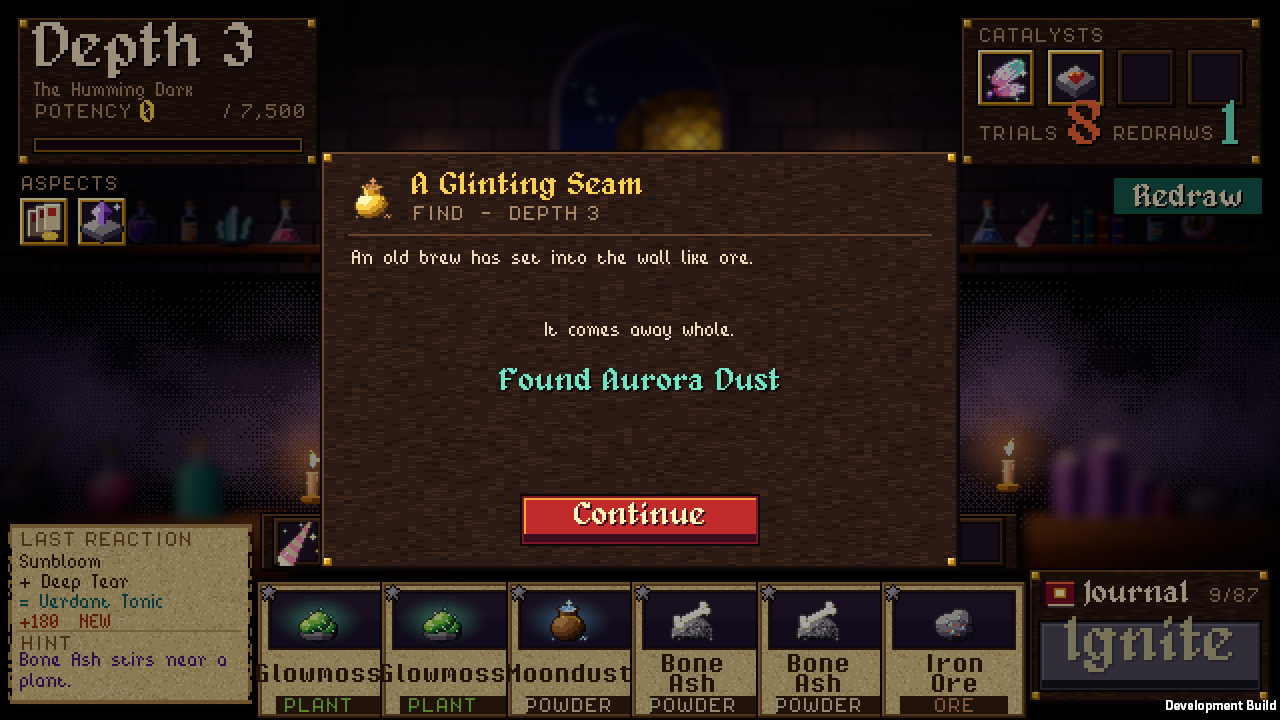 Depth 3
The Humming Dark
POTENCY 0 / 7,500
ASPECTS
CATALYSTS
TRIALS 8 REDRAWS 1
Redraw
A Glinting Seam
FIND - DEPTH 3
An old brew has set into the wall like ore.
It comes away whole.
Found Aurora Dust
Continue
LAST REACTION
Sunbloom
+ Deep Tear
= Verdant Tonic
+180 NEW
HINT
Bone Ash stirs near a
plant.
Glowmoss
PLANT
Glowmoss
PLANT
Moondust
POWDER
Bone
Ash
POWDER
Bone
Ash
POWDER
Iron
Ore
ORE
Journal 9/87
Ignite
Development Build